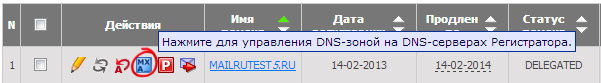 N Действия Имя Дата Продлен Статус
Нажмите для управления DNS-зоной на DNS-серверах Регистратора.
1 A MX A P MAILRUTEST5.RU 14-02-2013 14-02-2014 DELEGATED